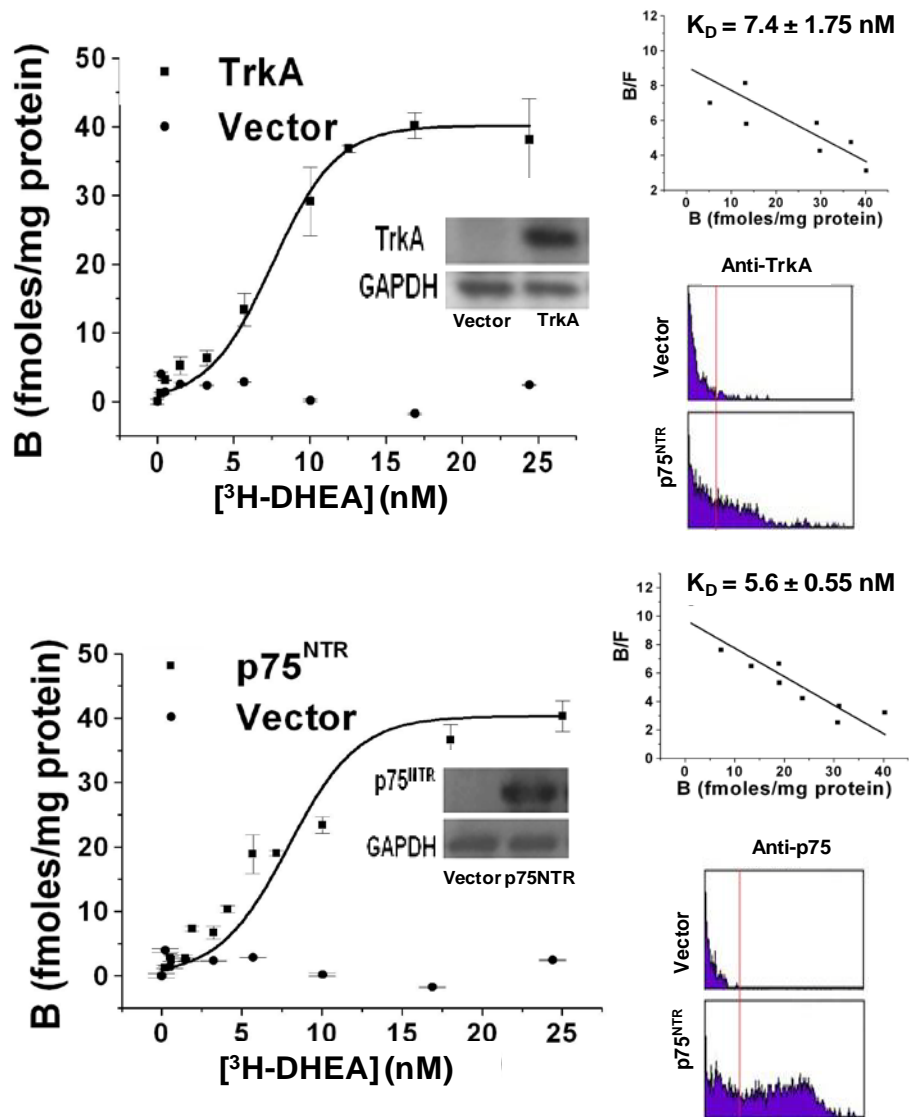 B (fmoles/mg protein)
50
40
30
20
10
0
TrkA
Vector
TrkA
GAPDH
Vector TrkA
0 5 10 15 20 25
[³H-DHEA] (nM)
K_D = 7.4 ± 1.75 nM
B/F
12
10
8
6
4
2
0 10 20 30 40
B (fmoles/mg protein)
Anti-TrkA
Vector
p75^NTR
B (fmoles/mg protein)
50
40
30
20
10
0
p75^NTR
Vector
p75^NTR
GAPDH
Vector p75NTR
0 5 10 15 20 25
[³H-DHEA] (nM)
K_D = 5.6 ± 0.55 nM
B/F
12
10
8
6
4
2
0
0 10 20 30 40
B (fmoles/mg protein)
Anti-p75
Vector
p75^NTR